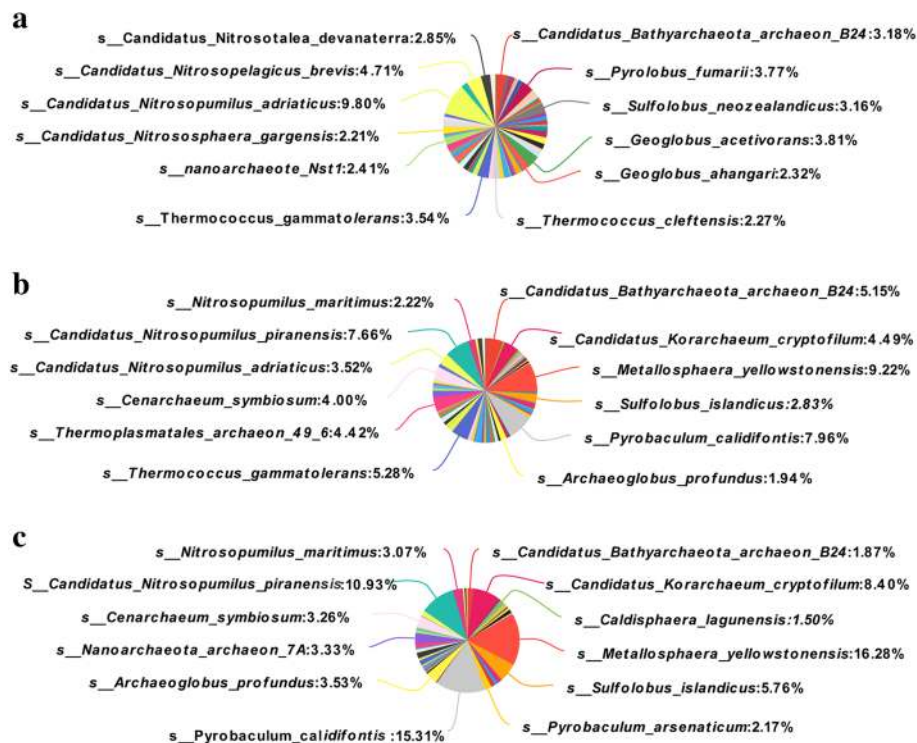 a
s__Candidatus_Nitrosotalea_devanaterra:2.85%
s__Candidatus_Nitrosopelagicus_brevis:4.71%
s__Candidatus_Nitrosopumilus_adriaticus:9.80%
s__Candidatus_Nitrososphaera_gargensis:2.21%
s__nanoarchaeote_Nst1:2.41%
s__Thermococcus_gammatolerans:3.54%
s__Candidatus_Bathyarchaeota_archaeon_B24:3.18%
s__Pyrolobus_fumarii:3.77%
s__Sulfolobus_neozealandicus:3.16%
s__Geoglobus_acetivorans:3.81%
s__Geoglobus_ahangari:2.32%
s__Thermococcus_cleftensis:2.27%
b
s__Nitrosopumilus_maritimus:2.22%
s__Candidatus_Nitrosopumilus_piranensis:7.66%
s__Candidatus_Nitrosopumilus_adriaticus:3.52%
s__Cenarchaeum_symbiosum:4.00%
s__Thermoplasmatales_archaeon_49_6:4.42%
s__Thermococcus_gammatolerans:5.28%
s__Candidatus_Bathyarchaeota_archaeon_B24:5.15%
s__Candidatus_Korarchaeum_cryptofilum:4.49%
s__Metallosphaera_yellowstonensis:9.22%
s__Sulfolobus_islandicus:2.83%
s__Pyrobaculum_calidifontis:7.96%
s__Archaeoglobus_profundus:1.94%
c
s__Nitrosopumilus_maritimus:3.07%
S__Candidatus_Nitrosopumilus_piranensis:10.93%
s__Cenarchaeum_symbiosum:3.26%
s__Nanoarchaeota_archaeon_7A:3.33%
s__Archaeoglobus_profundus:3.53%
s__Pyrobaculum_calidifontis :15.31%
s__Candidatus_Bathyarchaeota_archaeon_B24:1.87%
s__Candidatus_Korarchaeum_cryptofilum:8.40%
s__Caldisphaera_lagunensis:1.50%
s__Metallosphaera_yellowstonensis:16.28%
s__Sulfolobus_islandicus:5.76%
s__Pyrobaculum_arsenaticum:2.17%